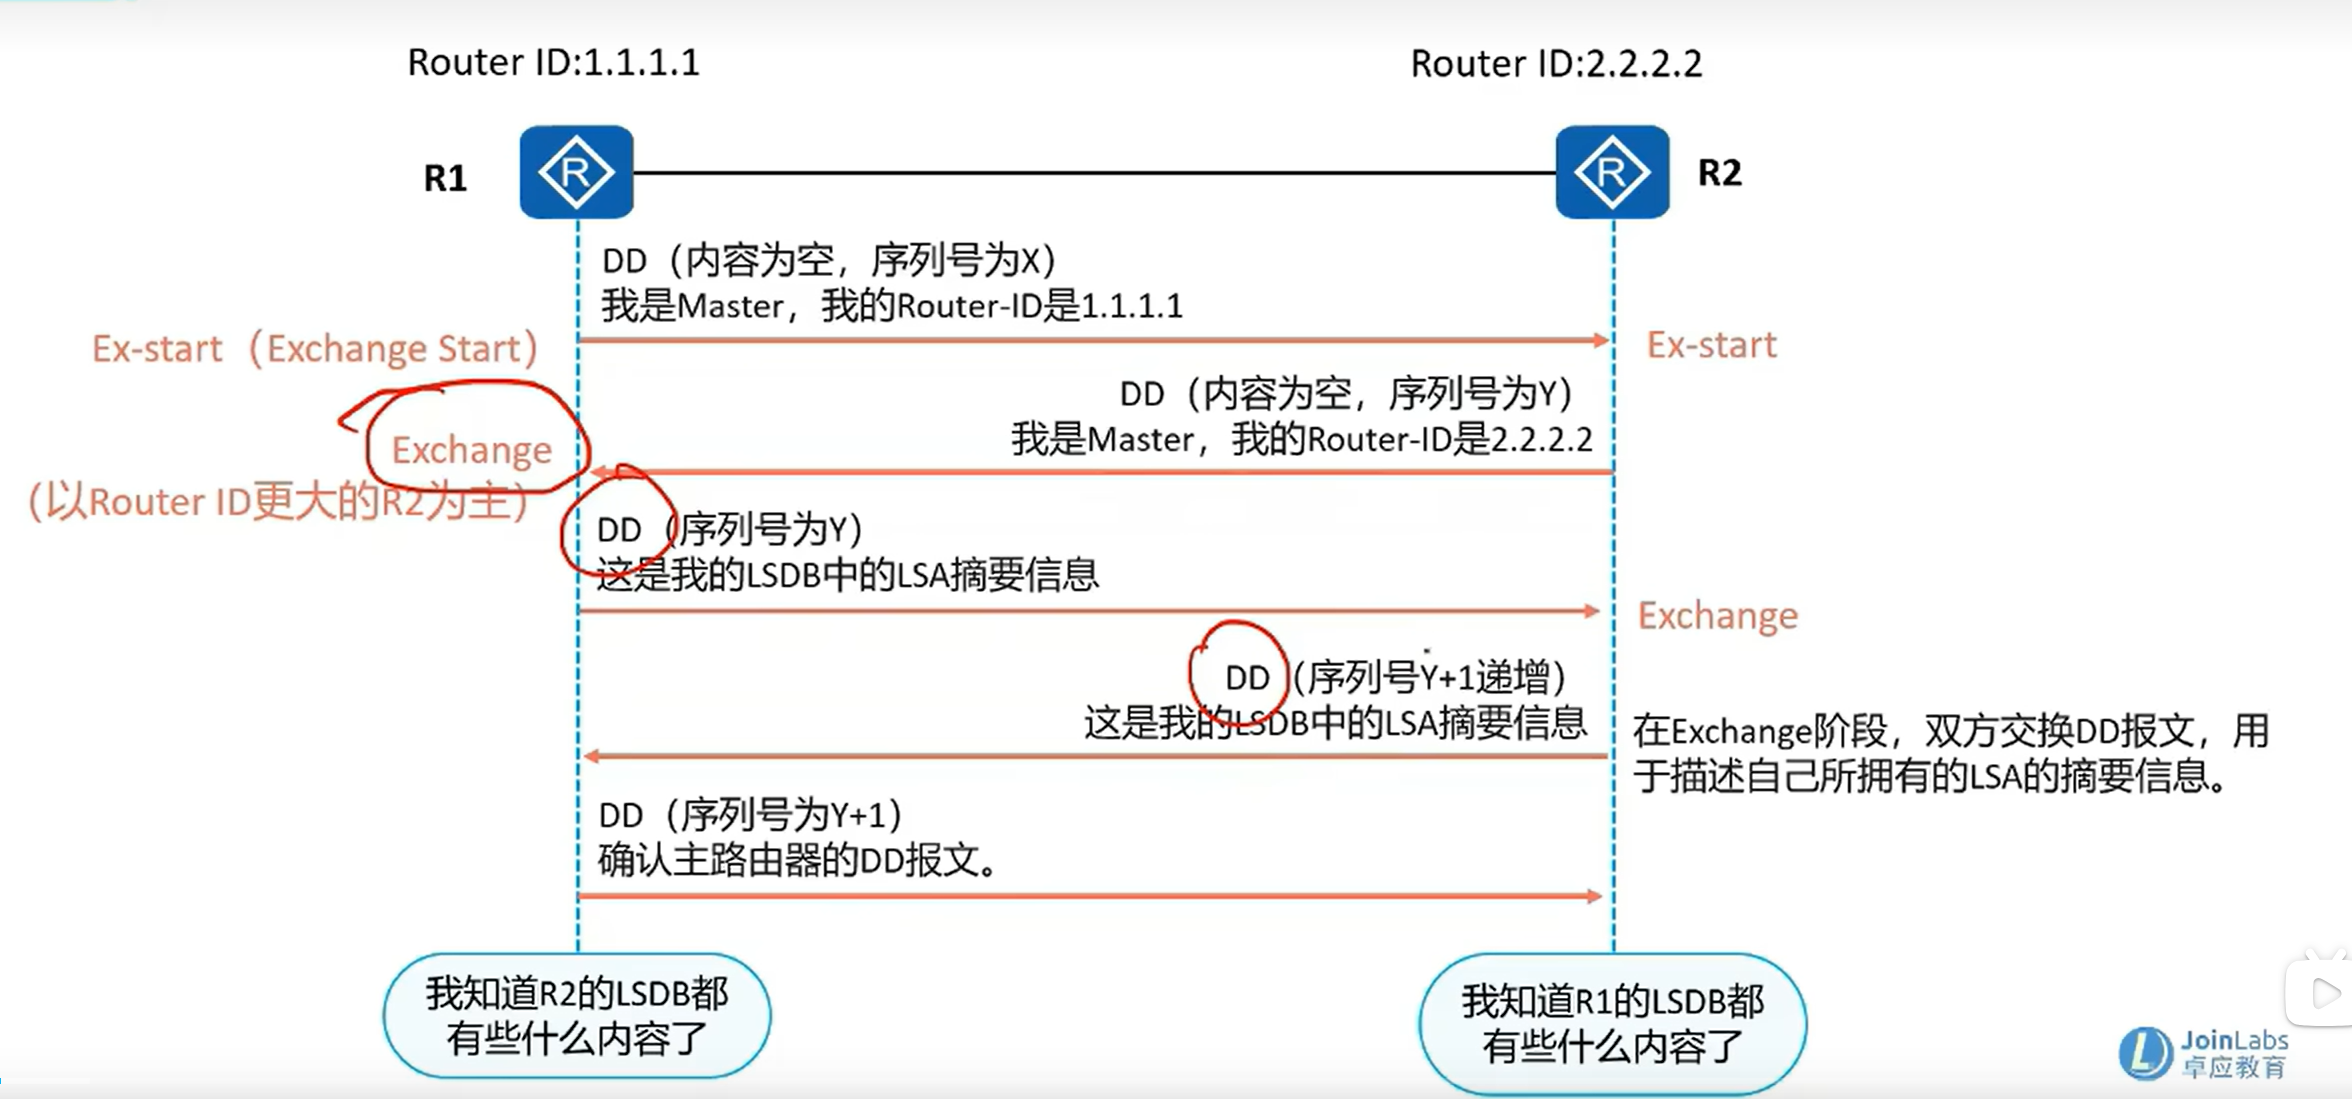 Router ID:1.1.1.1
Router ID:2.2.2.2
R1
R
R
R2
DD（内容为空，序列号为X）
我是Master，我的Router-ID是1.1.1.1
Ex-start（Exchange Start）
Ex-start
DD（内容为空，序列号为Y）
我是Master，我的Router-ID是2.2.2.2
Exchange
（以Router ID更大的R2为主）
DD（序列号为Y）
这是我的LSDB中的LSA摘要信息
Exchange
DD（序列号Y+1递增）
这是我的LSDB中的LSA摘要信息
在Exchange阶段，双方交换DD报文，用
于描述自己所拥有的LSA的摘要信息。
DD（序列号为Y+1）
确认主路由器的DD报文。
我知道R2的LSDB都
有些什么内容了
我知道R1的LSDB都
有些什么内容了
JoinLabs
卓应教育